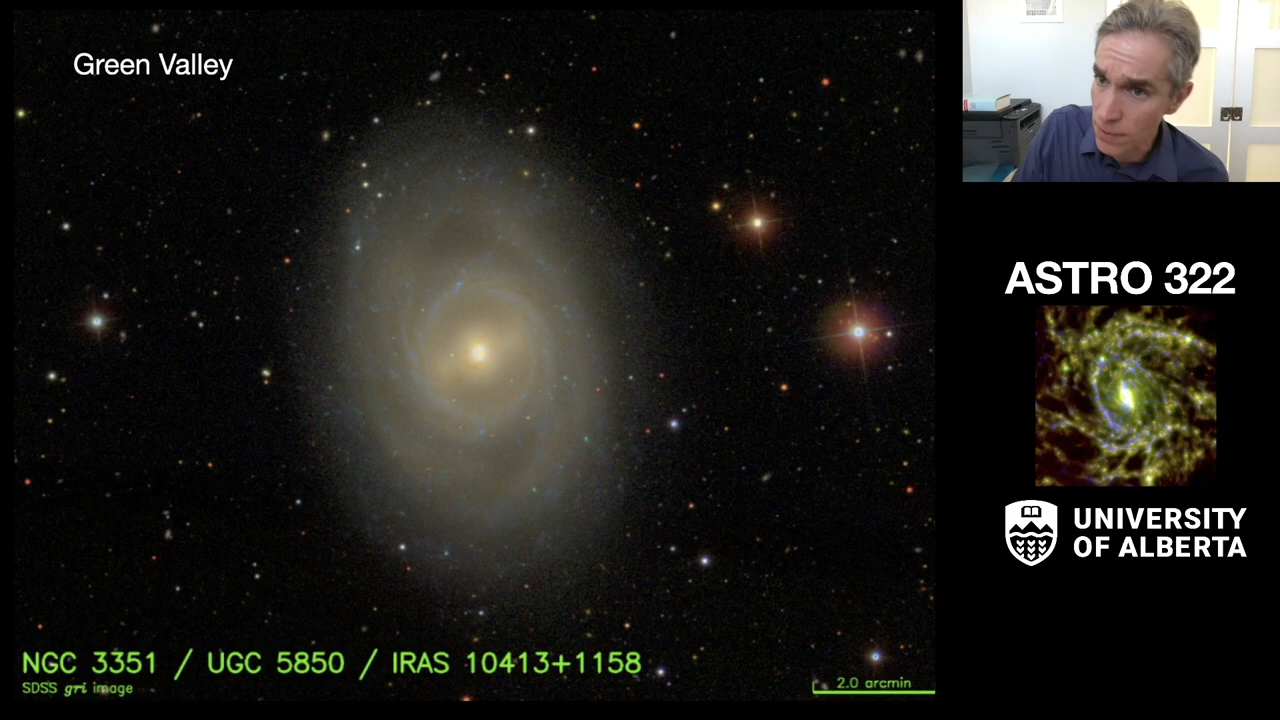 Green Valley
ASTRO 322
UNIVERSITY
OF ALBERTA
NGC 3351 / UGC 5850 / IRAS 10413+1158
SDSS gri image
2.0 arcmin